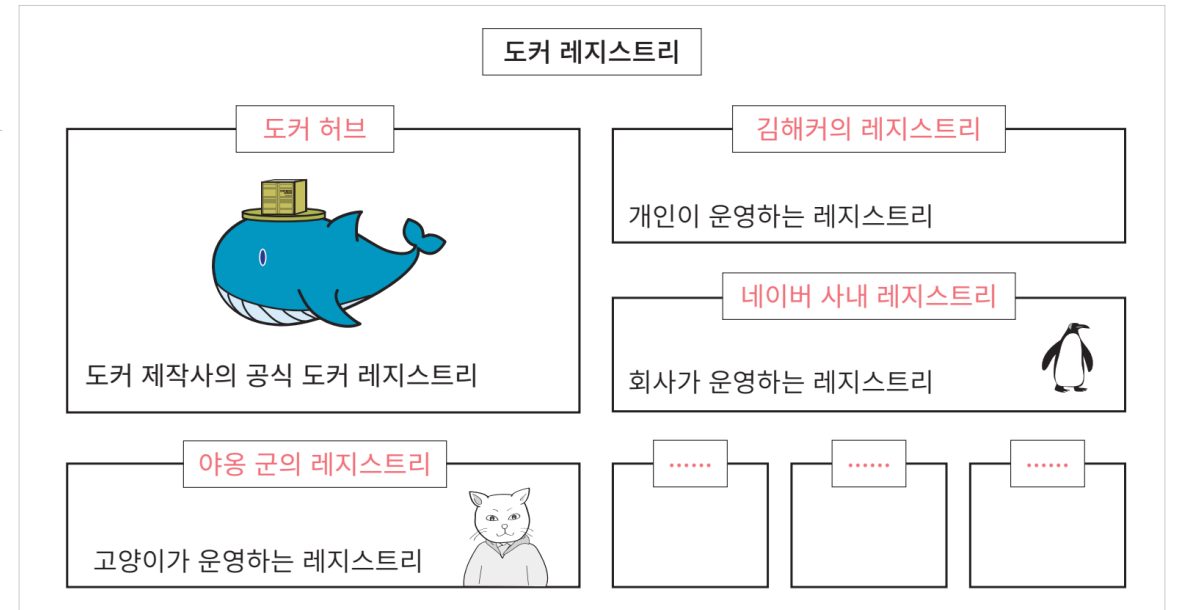 도커 레지스트리
도커 허브
도커 제작사의 공식 도커 레지스트리
김해커의 레지스트리
개인이 운영하는 레지스트리
네이버 사내 레지스트리
회사가 운영하는 레지스트리
야옹 군의 레지스트리
고양이가 운영하는 레지스트리
······
······
······